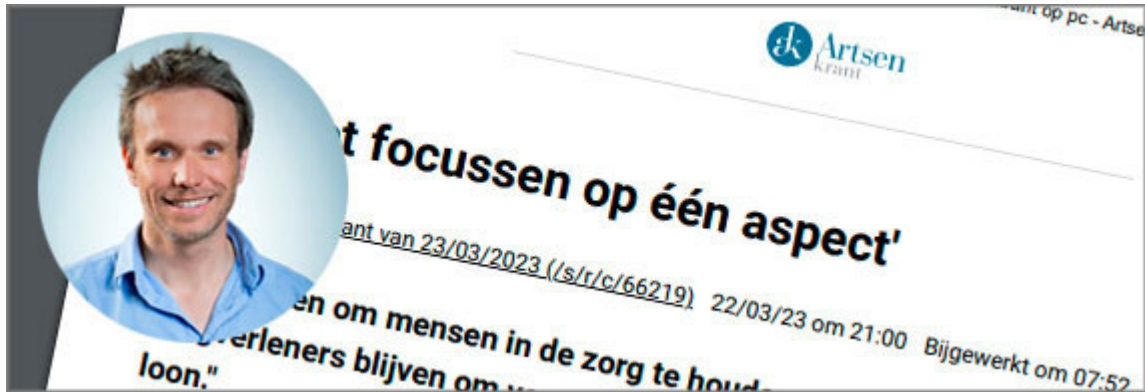 op pc - Artse
Artsen
krant
t focussen op één aspect'
ant van 23/03/2023 (/s/r/c/66219) 22/03/23 om 21:00 Bijgewerkt om 07:52
en om mensen in de zorg te houd
verleners blijven om
loon."